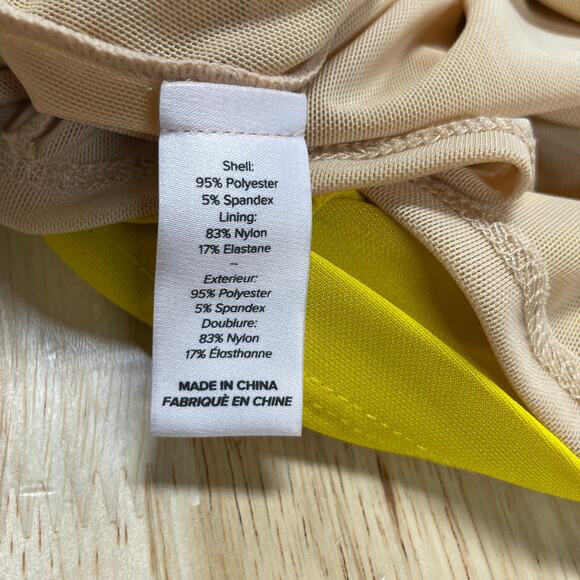 Shell:
95% Polyester
5% Spandex
Lining:
83% Nylon
17% Elastane
--
Exterieur:
95% Polyester
5% Spandex
Doublure:
83% Nylon
17% Élasthanne
MADE IN CHINA
FABRIQUÈ EN CHINE